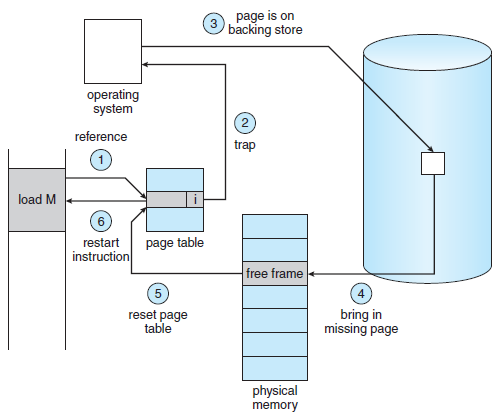 3
page is on
backing store
operating
system
2
trap
reference
1
load M
i
6
restart
instruction
page table
free frame
5
reset page
table
4
bring in
missing page
physical
memory